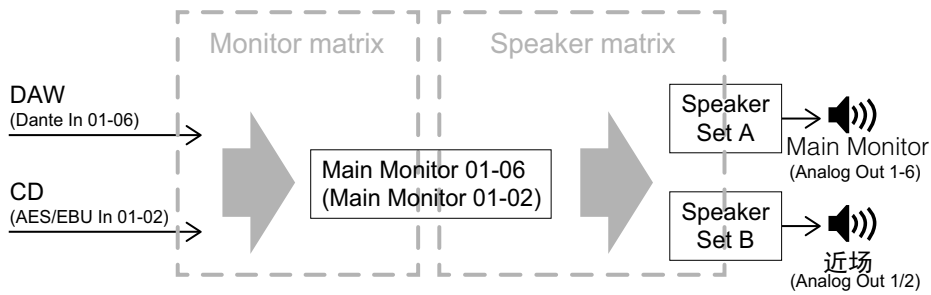 Monitor matrix
Speaker matrix
DAW
(Dante In 01-06)
CD
(AES/EBU In 01-02)
Main Monitor 01-06
(Main Monitor 01-02)
Speaker
Set A
Main Monitor
(Analog Out 1-6)
Speaker
Set B
近场
(Analog Out 1/2)